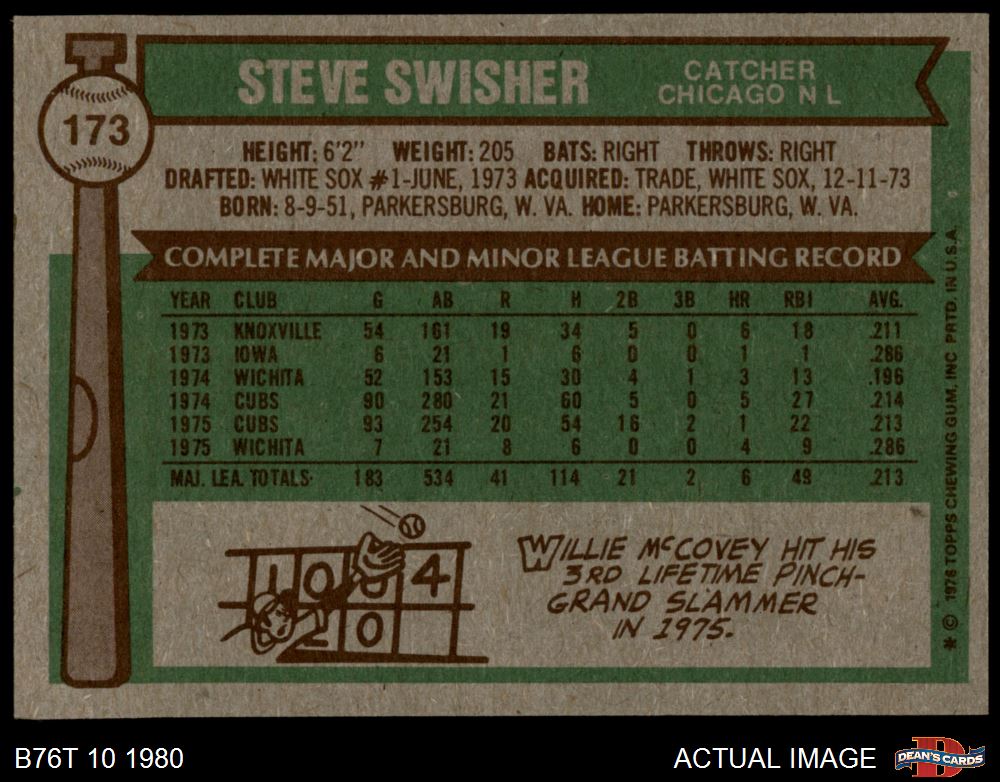 173
STEVE SWISHER
CATCHER
CHICAGO N L
HEIGHT: 6'2" WEIGHT: 205 BATS: RIGHT THROWS: RIGHT
DRAFTED: WHITE SOX #1-JUNE, 1973 ACQUIRED: TRADE, WHITE SOX, 12-11-73
BORN: 8-9-51, PARKERSBURG, W. VA. HOME: PARKERSBURG, W. VA.
COMPLETE MAJOR AND MINOR LEAGUE BATTING RECORD
YEAR CLUB G AB R H 2B 3B HR RBI AVG.
1973 KNOXVILLE 54 161 19 34 5 0 6 18 .211
1973 IOWA 6 21 1 6 0 0 1 1 .286
1974 WICHITA 52 153 15 30 4 1 3 13 .196
1974 CUBS 90 280 21 60 5 0 5 27 .214
1975 CUBS 93 254 20 54 16 2 1 22 .213
1975 WICHITA 7 21 8 6 0 0 4 9 .286
MAJ. LEA. TOTALS 183 534 41 114 21 2 6 49 .213
1 0 0 4
2 0
WILLIE McCOVEY HIT HIS
3RD LIFETIME PINCH-
GRAND SLAMMER
IN 1975.
* © 1976 TOPPS CHEWING GUM, INC PRTD. IN U.S.A.
B76T 10 1980
ACTUAL IMAGE
D
DEAN'S CARDS